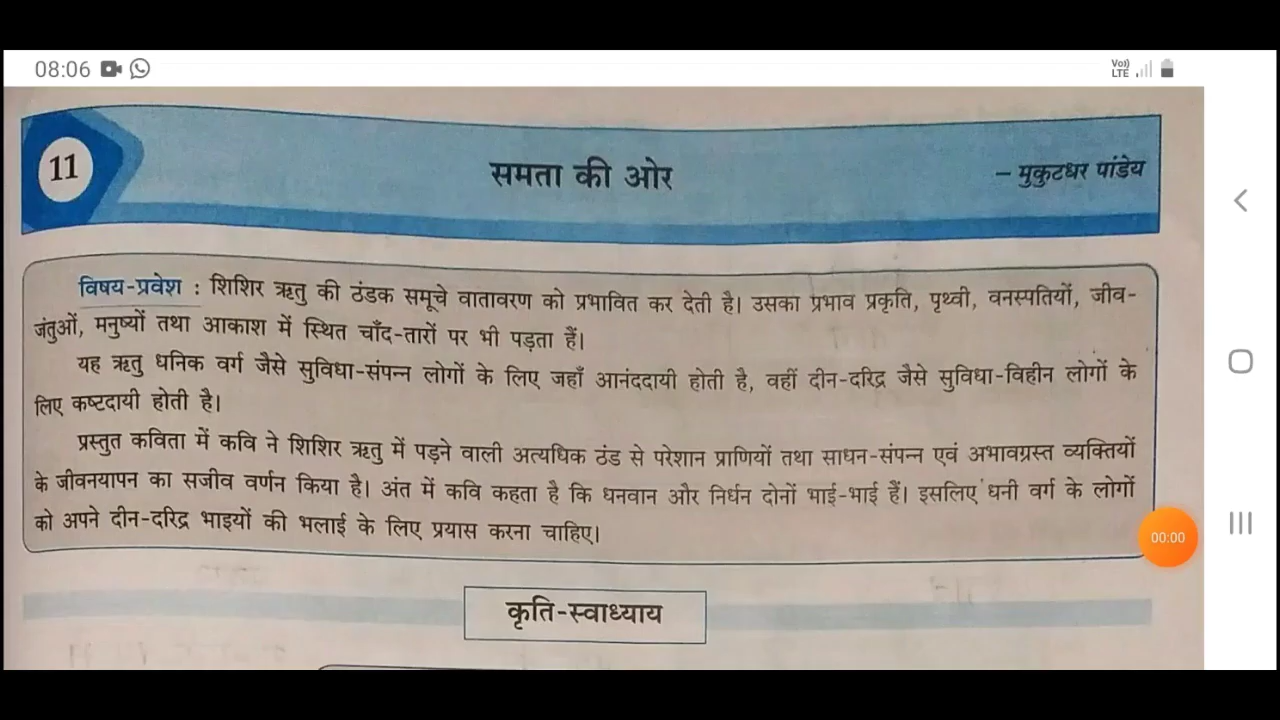 08:06
Vo)) LTE
11
समता की ओर
– मुकुटधर पांडेय
विषय-प्रवेश : शिशिर ऋतु की ठंडक समूचे वातावरण को प्रभावित कर देती है। उसका प्रभाव प्रकृति, पृथ्वी, वनस्पतियों, जीव-
जंतुओं, मनुष्यों तथा आकाश में स्थित चाँद-तारों पर भी पड़ता हैं।
यह ऋतु धनिक वर्ग जैसे सुविधा-संपन्न लोगों के लिए जहाँ आनंददायी होती है, वहीं दीन-दरिद्र जैसे सुविधा-विहीन लोगों के
लिए कष्टदायी होती है।
प्रस्तुत कविता में कवि ने शिशिर ऋतु में पड़ने वाली अत्यधिक ठंड से परेशान प्राणियों तथा साधन-संपन्न एवं अभावग्रस्त व्यक्तियों
के जीवनयापन का सजीव वर्णन किया है। अंत में कवि कहता है कि धनवान और निर्धन दोनों भाई-भाई हैं। इसलिए धनी वर्ग के लोगों
को अपने दीन-दरिद्र भाइयों की भलाई के लिए प्रयास करना चाहिए।
00:00
कृति-स्वाध्याय